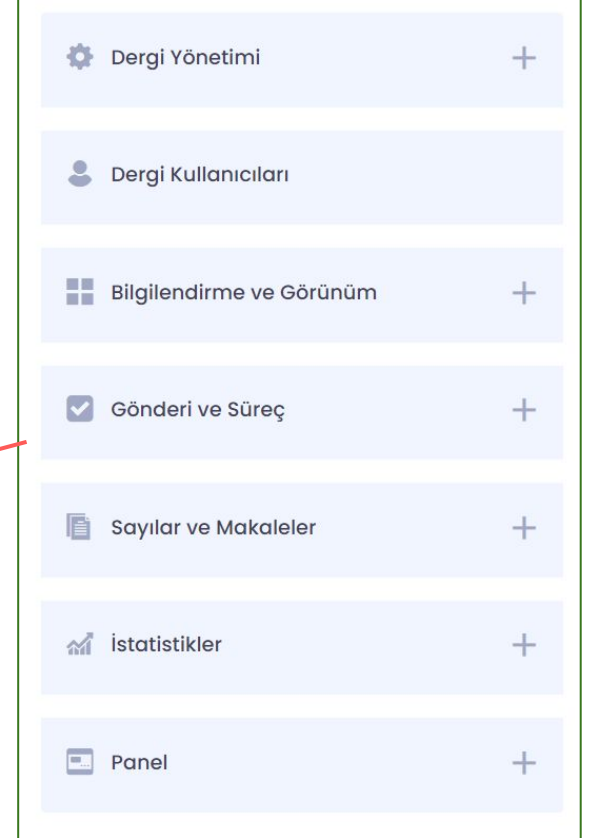 Dergi Yönetimi
Dergi Kullanıcıları
Bilgilendirme ve Görünüm
Gönderi ve Süreç
Sayılar ve Makaleler
İstatistikler
Panel